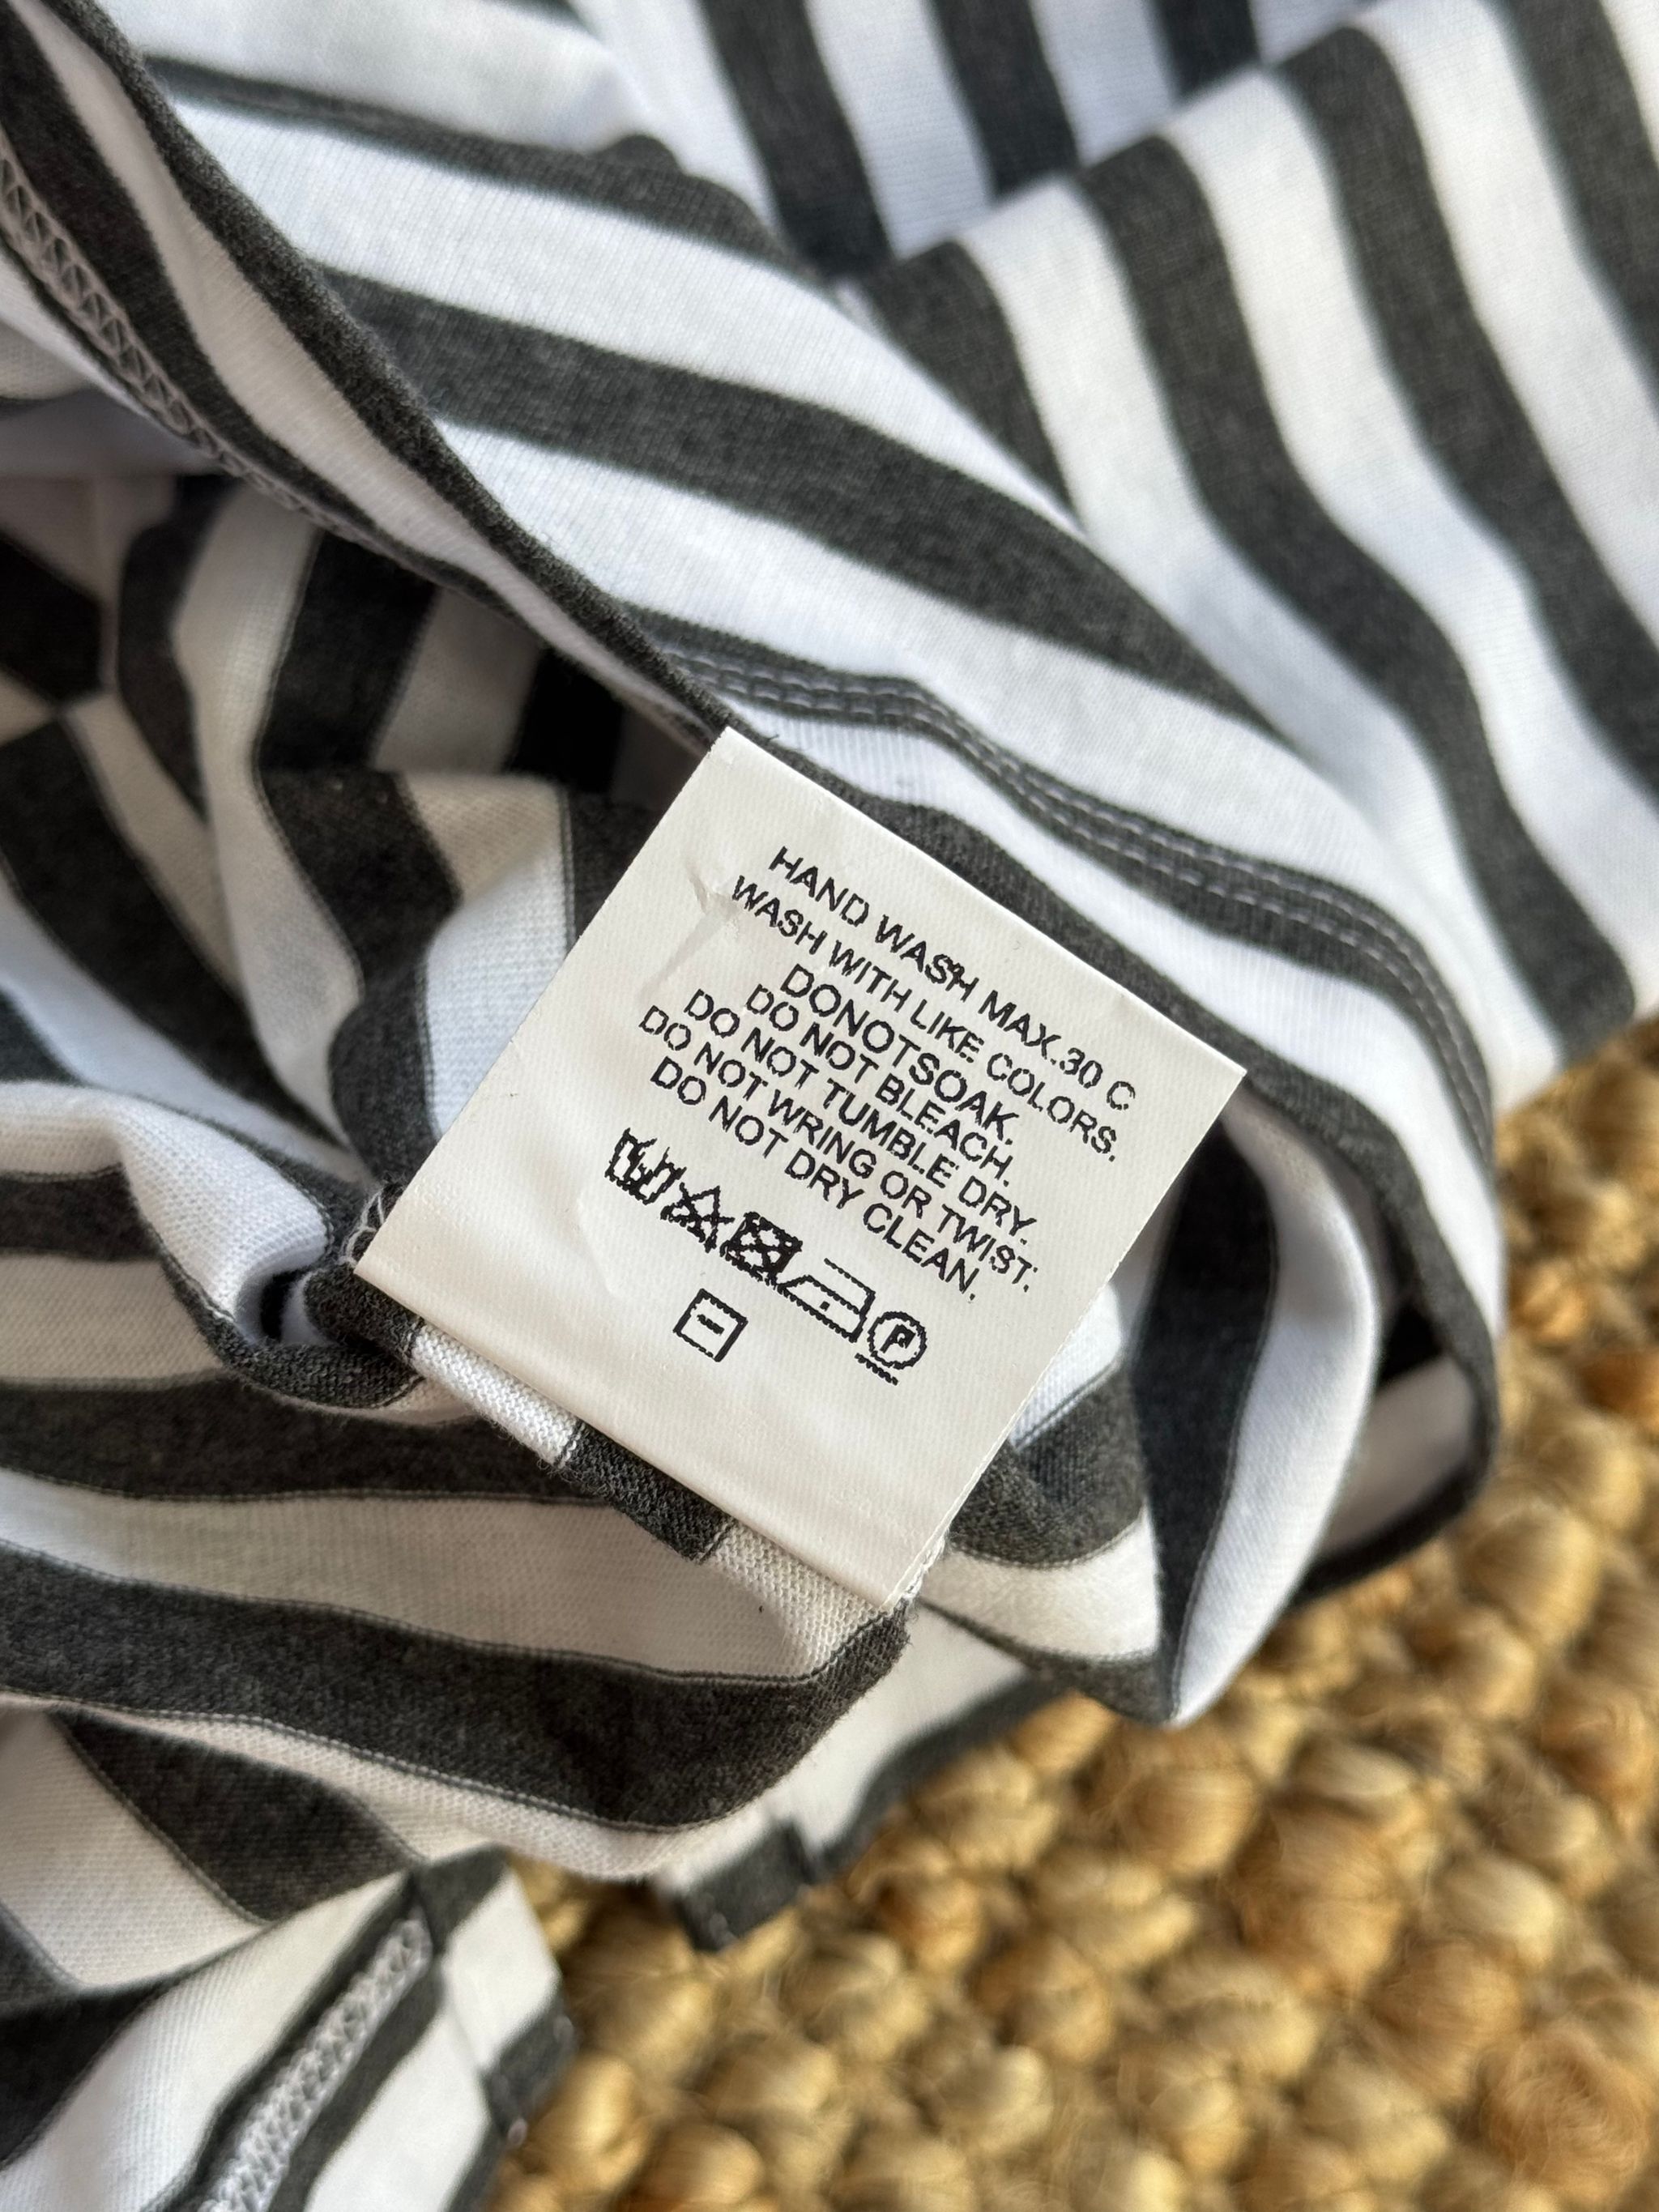 HAND WASH MAX.30 C
WASH WITH LIKE COLORS.
DONOTSOAK.
DO NOT BLEACH.
DO NOT TUMBLE DRY.
DO NOT WRING OR TWIST.
DO NOT DRY CLEAN.
P